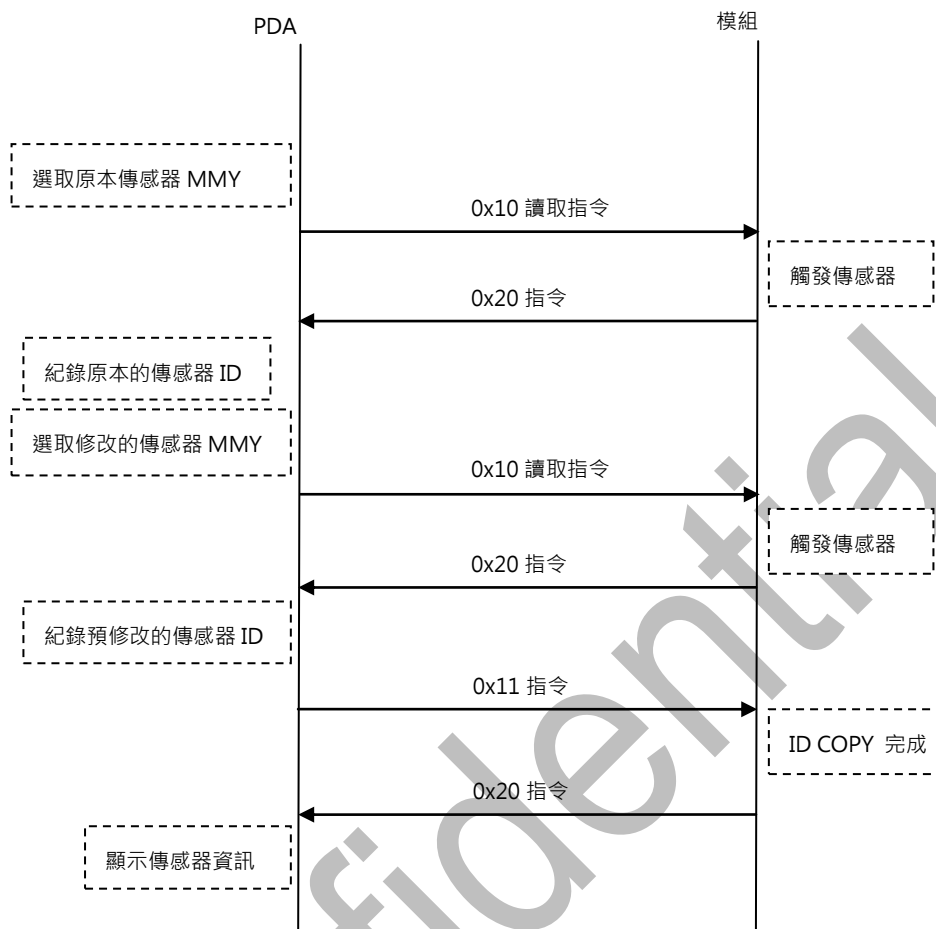 PDA
模組
選取原本傳感器 MMY
0x10 讀取指令
觸發傳感器
0x20 指令
紀錄原本的傳感器 ID
選取修改的傳感器 MMY
0x10 讀取指令
觸發傳感器
0x20 指令
紀錄預修改的傳感器 ID
0x11 指令
ID COPY 完成
0x20 指令
顯示傳感器資訊
fidential